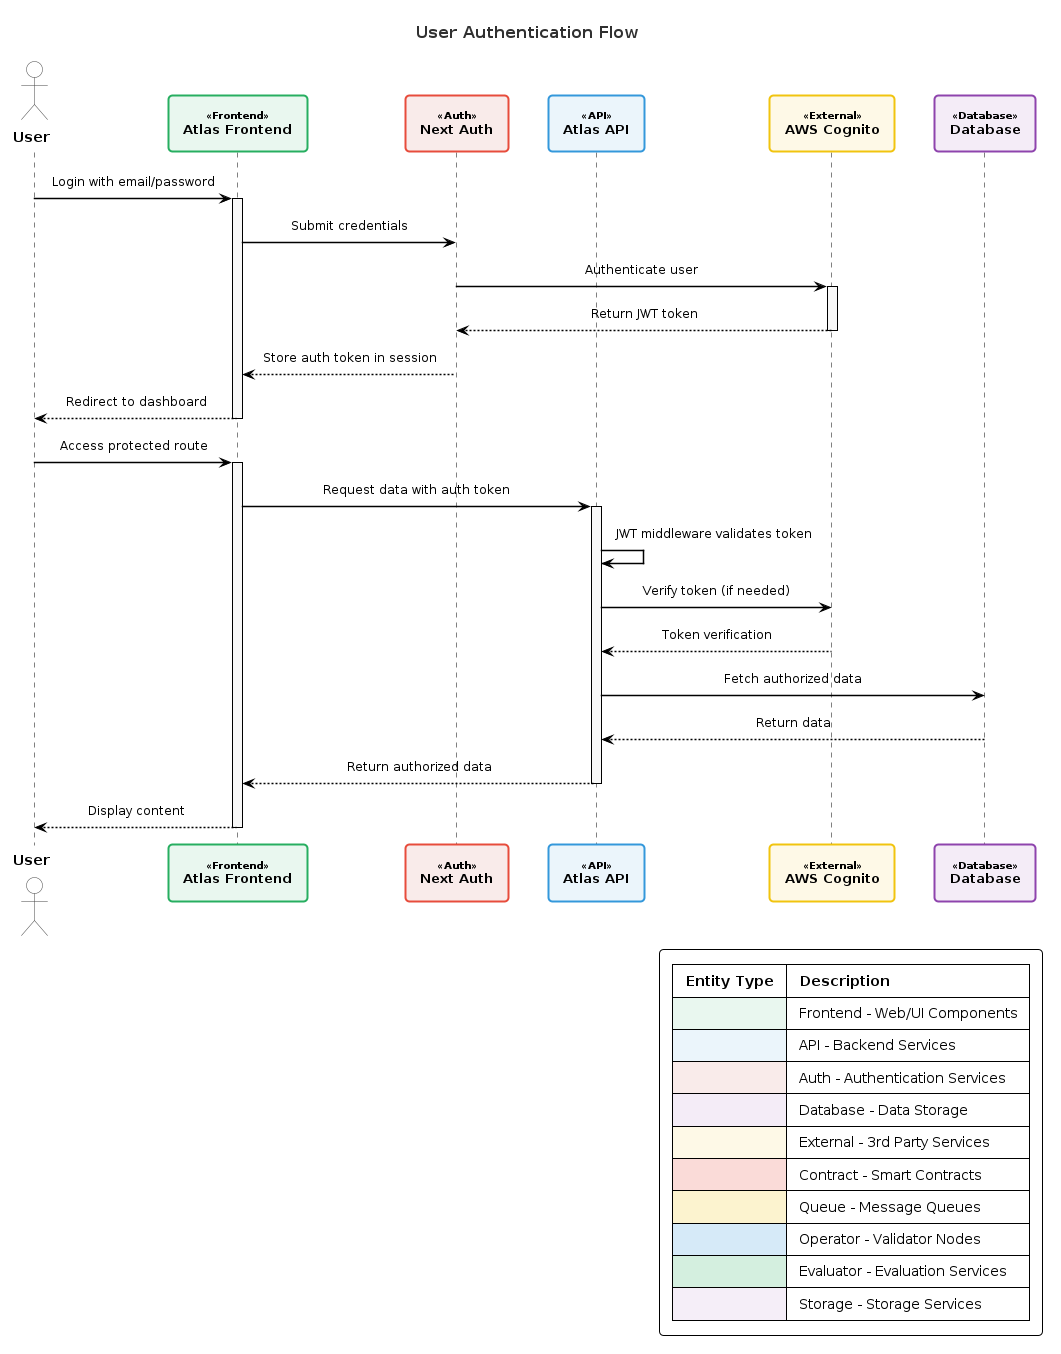 User Authentication Flow
User
«Frontend»
Atlas Frontend
«Auth»
Next Auth
«API»
Atlas API
«External»
AWS Cognito
«Database»
Database
Login with email/password
Submit credentials
Authenticate user
Return JWT token
Store auth token in session
Redirect to dashboard
Access protected route
Request data with auth token
JWT middleware validates token
Verify token (if needed)
Token verification
Fetch authorized data
Return data
Return authorized data
Display content
User
«Frontend»
Atlas Frontend
«Auth»
Next Auth
«API»
Atlas API
«External»
AWS Cognito
«Database»
Database
Entity Type Description
Frontend - Web/UI Components
API - Backend Services
Auth - Authentication Services
Database - Data Storage
External - 3rd Party Services
Contract - Smart Contracts
Queue - Message Queues
Operator - Validator Nodes
Evaluator - Evaluation Services
Storage - Storage Services